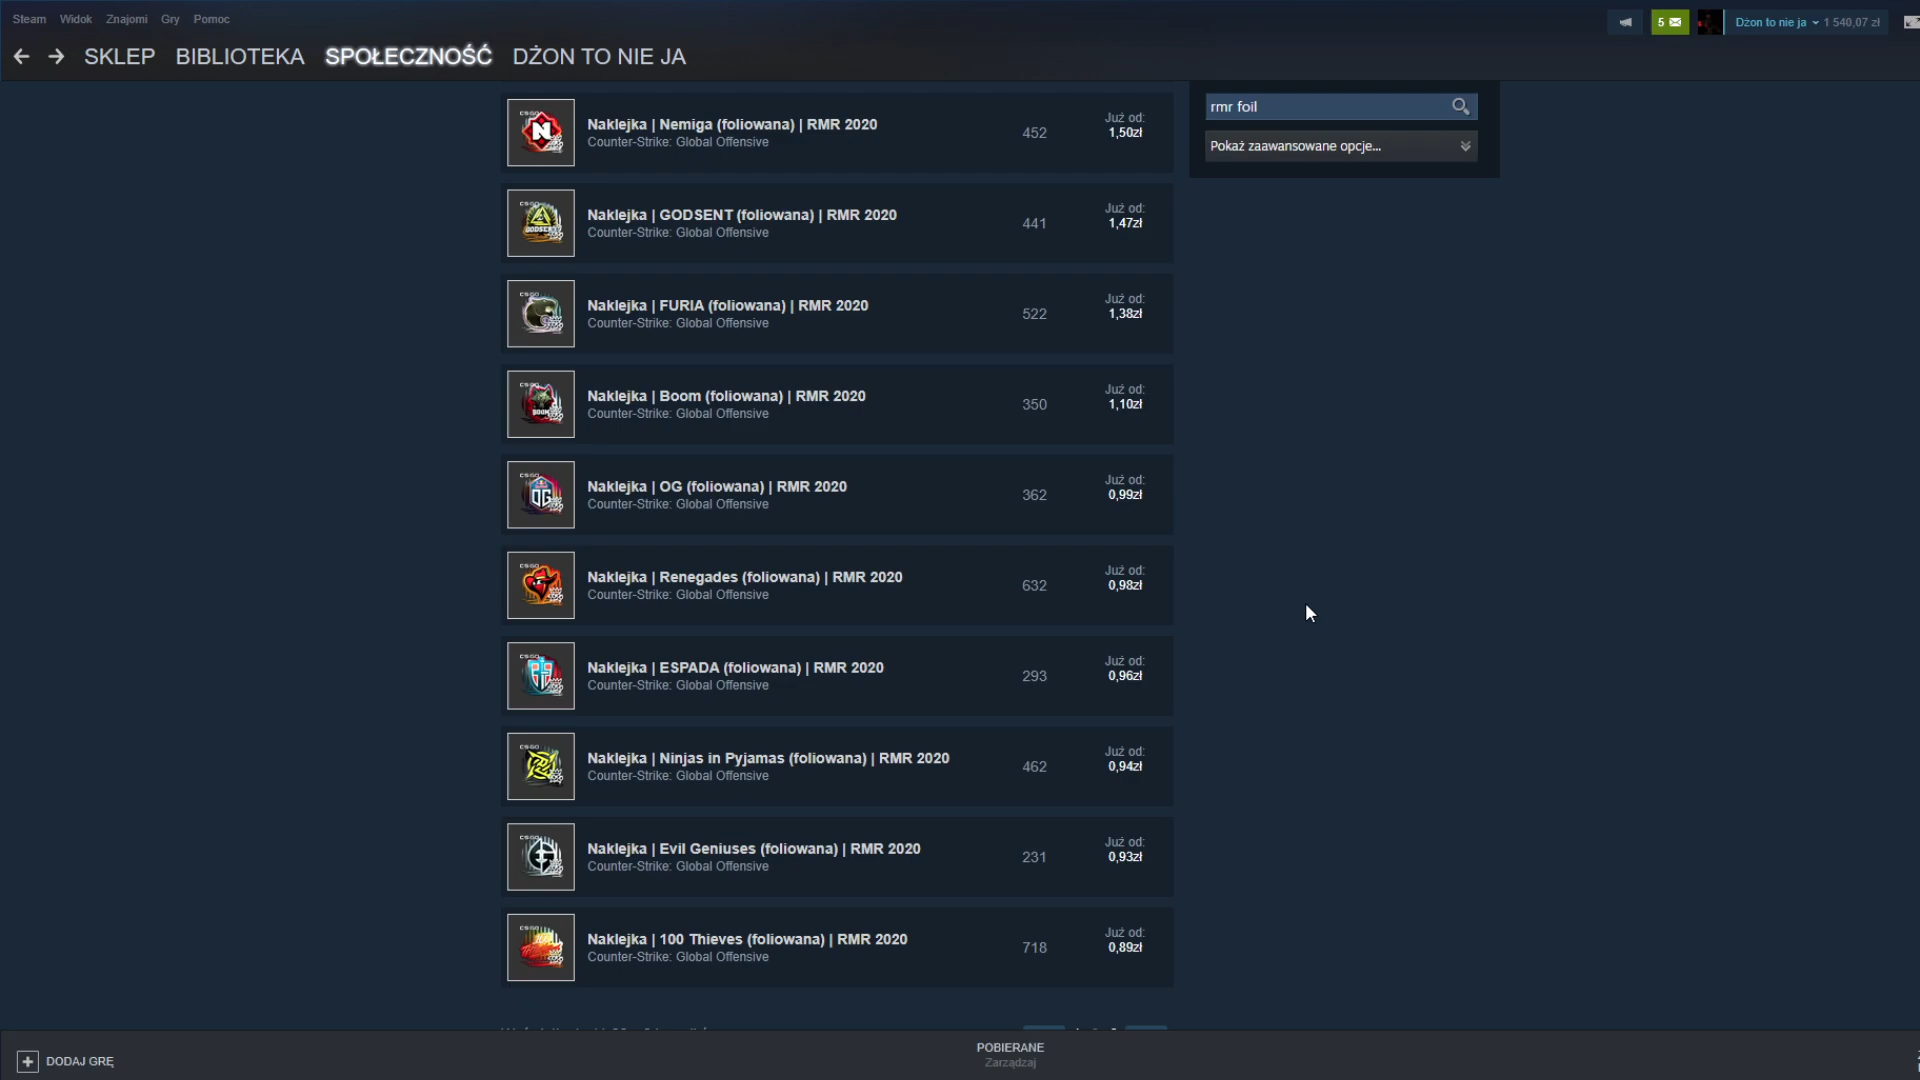 Steam Widok Znajomi Gry Pomoc
5 Dżon to nie ja 1 540,07 zł
SKLEP BIBLIOTEKA SPOŁECZNOŚĆ DŻON TO NIE JA
rmr foil
Pokaż zaawansowane opcje...
Naklejka | Nemiga (foliowana) | RMR 2020
Counter-Strike: Global Offensive
452
Już od:
1,50zł
Naklejka | GODSENT (foliowana) | RMR 2020
Counter-Strike: Global Offensive
441
Już od:
1,47zł
Naklejka | FURIA (foliowana) | RMR 2020
Counter-Strike: Global Offensive
522
Już od:
1,38zł
Naklejka | Boom (foliowana) | RMR 2020
Counter-Strike: Global Offensive
350
Już od:
1,10zł
Naklejka | OG (foliowana) | RMR 2020
Counter-Strike: Global Offensive
362
Już od:
0,99zł
Naklejka | Renegades (foliowana) | RMR 2020
Counter-Strike: Global Offensive
632
Już od:
0,98zł
Naklejka | ESPADA (foliowana) | RMR 2020
Counter-Strike: Global Offensive
293
Już od:
0,96zł
Naklejka | Ninjas in Pyjamas (foliowana) | RMR 2020
Counter-Strike: Global Offensive
462
Już od:
0,94zł
Naklejka | Evil Geniuses (foliowana) | RMR 2020
Counter-Strike: Global Offensive
231
Już od:
0,93zł
Naklejka | 100 Thieves (foliowana) | RMR 2020
Counter-Strike: Global Offensive
718
Już od:
0,89zł
DODAJ GRĘ
POBIERANE
Zarządzaj